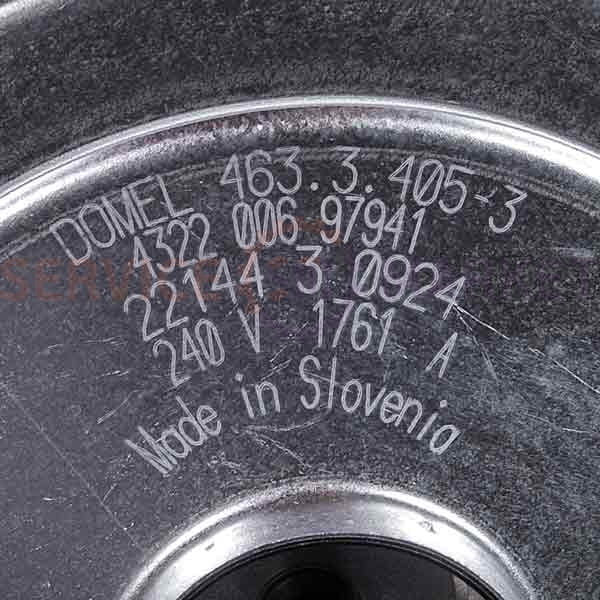 DOMEL 463.3.405-3
4322 006 97941
22144 3 0924
240 V 1761 A
Made in Slovenia